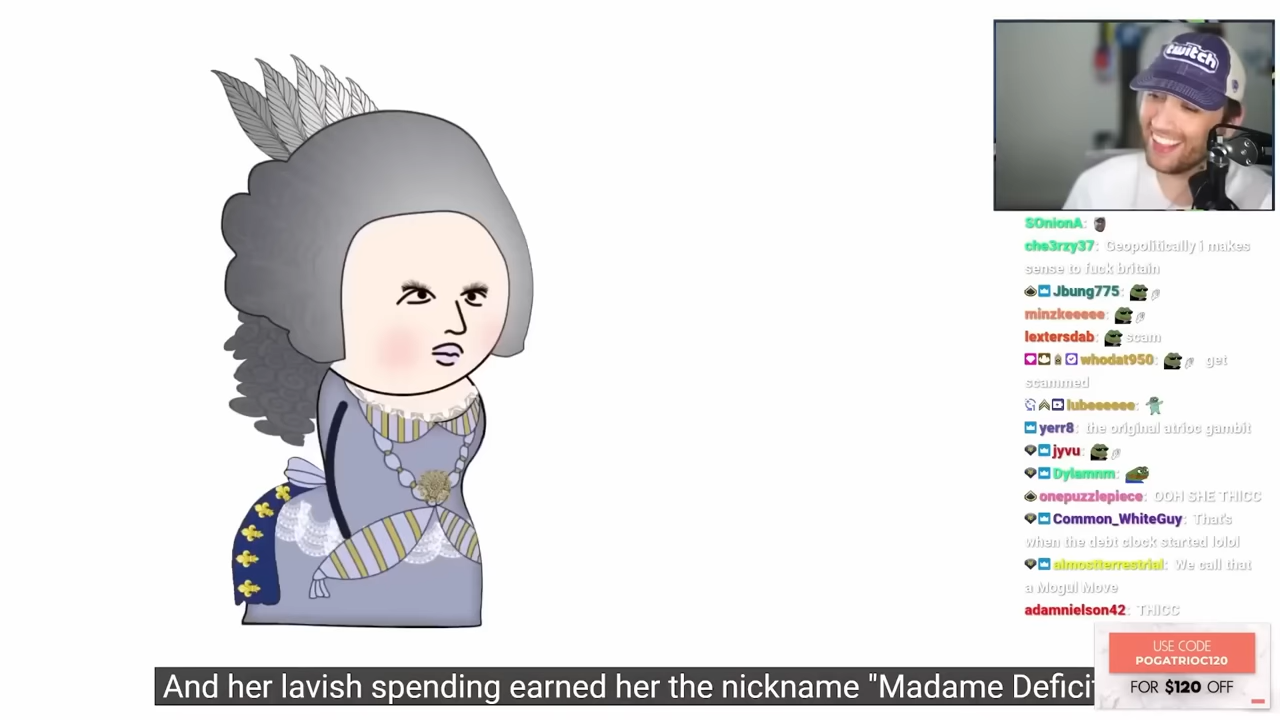 twitch
SOnionA:
che3rzy37: Geopolitically i makes
sense to fuck britain
Jbung775:
minzkeeeee:
lextersdab: scam
whodat950: get
scammed
lubeeeeee:
yerr8: the original atrioc gambit
jyvu:
Dylamnm:
onepuzzlepiece: OOH SHE THICC
Common_WhiteGuy: That's
when the debt clock started lolol
almostterrestrial: We call that
a Mogul Move
adamnielson42: THICC
USE CODE
POGATRIOC120
FOR $120 OFF
And her lavish spending earned her the nickname "Madame Defici